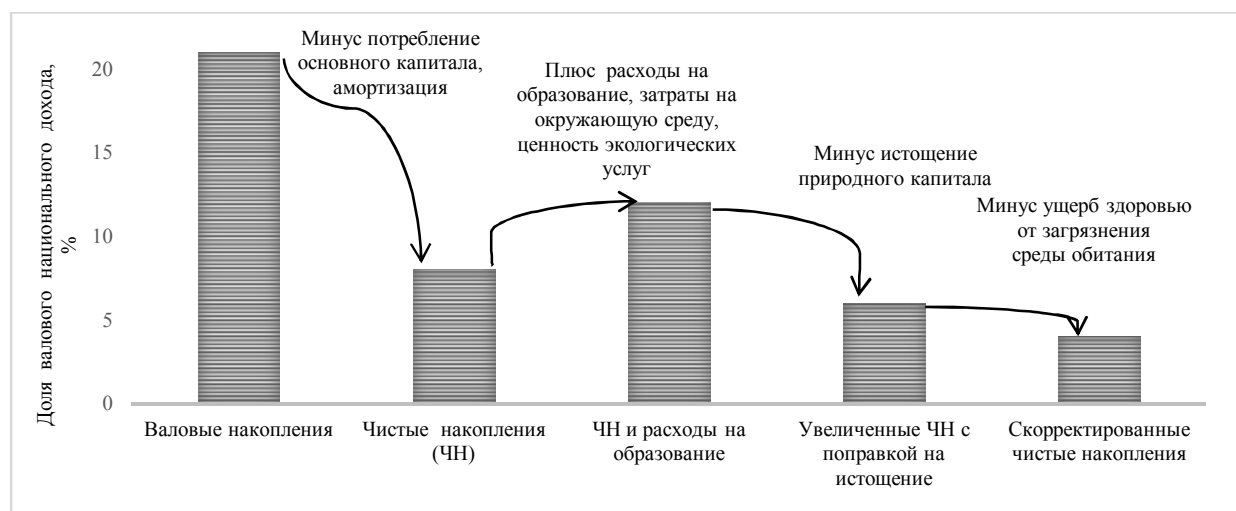 Доля валового национального дохода,
%
20
15
10
5
0
Минус потребление
основного капитала,
амортизация
Плюс расходы на
образование, затраты на
окружающую среду,
ценность экологических
услуг
Минус истощение
природного капитала
Минус ущерб здоровью
от загрязнения
среды обитания
Валовые накопления
Чистые накопления
(ЧН)
ЧН и расходы на
образование
Увеличенные ЧН с
поправкой на
истощение
Скорректированные
чистые накопления